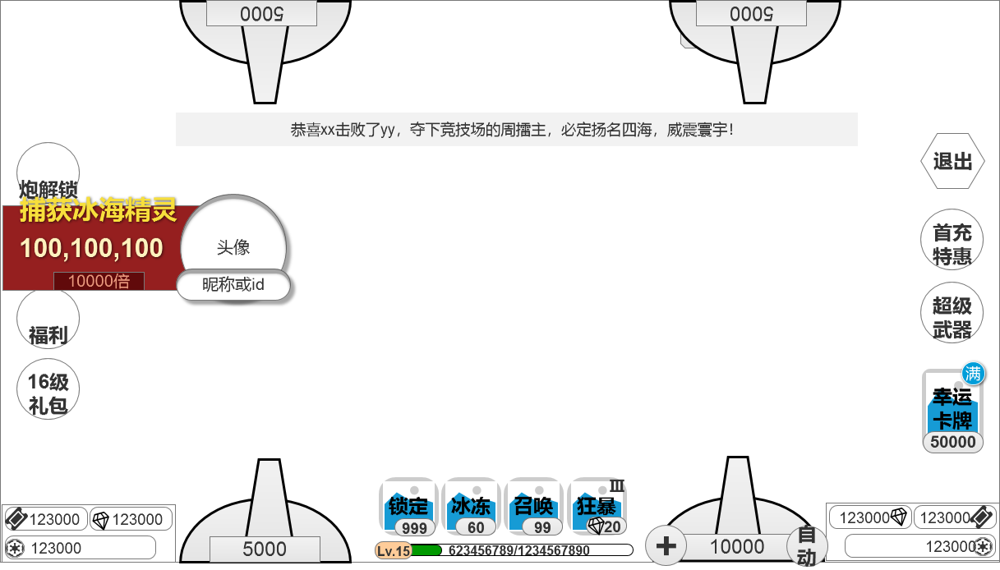 5000
5000
恭喜xx击败了yy，夺下竞技场的周擂主，必定扬名四海，威震寰宇！
炮解锁
捕获冰海精灵
100,100,100
10000倍
头像
昵称或id
福利
16级
礼包
退出
首充
特惠
超级
武器
满
幸运
卡牌
50000
锁定
999
冰冻
60
召唤
99
III
狂暴
20
Lv.15
623456789/1234567890
123000
123000
123000
5000
10000
自
动
123000
123000
123000